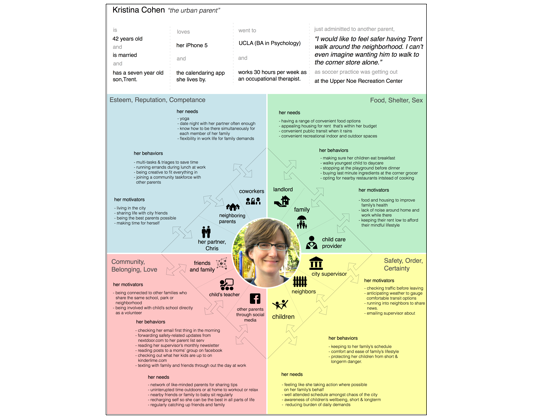 Kristina Cohen "the urban parent"
is
42 years old
and
is married
and
has a seven year old
son,Trent.
loves
her iPhone 5
and
the calendaring app
she lives by.
went to
UCLA (BA in Psychology)
and
works 30 hours per week as
an occupational therapist.
just admitted to another parent,
"I would to feel safer having Trent
walk around the neighborhood. I can't
even imagine wanting him to walk to
the corner store alone."
as soccer practice was getting out
at the Upper Noe Recreation Center
Esteem, Reputation, Competance
her needs
- yoga
- date night with her partner often enough
- know how to be there simultaneously for
each member of her family
- flexibility in work life for family demands
her behaviors
- multi-tasks & triages to save time
- running errands during lunch at work
- being creative to fit everything in
- joining a community taskforce with
other parents
her motivators
- living in the city
- sharing life with city friends
- being the best parents possible
- making time for herself
coworkers
neighboring
parents
her partner,
Chris
Food, Shelter, Sex
her needs
- having a range of convenient food options
- appealing housing for rent that's within her budget
- convenient public transit when it rains
- convenient recreational indoor and outdoor spaces
her behaviors
- making sure her children eat breakfast
- walks youngest child to daycare
- stopping at the playground before dinner
- buying last minute ingredients at the corner grocer
- opting for nearby restaurants instead of cooking
her motivators
- food and housing to improve
family's health
- lack of noise around home and
work while there
- keeping their rent low to afford
their mindful lifestyle
landlord
family
child care
provider
Community,
Belonging, Love
friends
and family
child's teacher
other parents
through social
media
her motivators
- being connected to other families who
share the same school, park or
neighborhood
- being involved with child's school directly
as a volunteer
her behaviors
- checking her email first thing in the morning
- forwarding safety-related updates from
nextdoor.com to her parent list serv
- reading her supervisor's monthly newsletter
- reading posts to a moms' group on facebook
- checking out what her kids are up to on
kindertime.com
- texting with family and friends through out the day at work
her needs
- network of like-minded parents for sharing tips
- uninterrupted time outdoors or at home to workout or relax
- nearby friends or family to baby sit regularly
- recharging self so she can be the best in all parts of life
- regularly catching up friends and family
Safety, Order,
Certainty
city supervisor
neighbors
children
her motivators
- checking traffic before leaving
- anticipating weather to gauge
comfortable transit options
- running into neighbors to share
news
- emailing supervisor about
her behaviors
- keeping to her family's schedule
- comfort and ease of family's lifestyle
- protecting her children from short &
longterm danger
her needs
- feeling like she taking action where possible
on her family's behalf
- well attended schedule amongst chaos of the city
- awareness of children's wellbeing, short & longterm
- reducing burden of daily demands